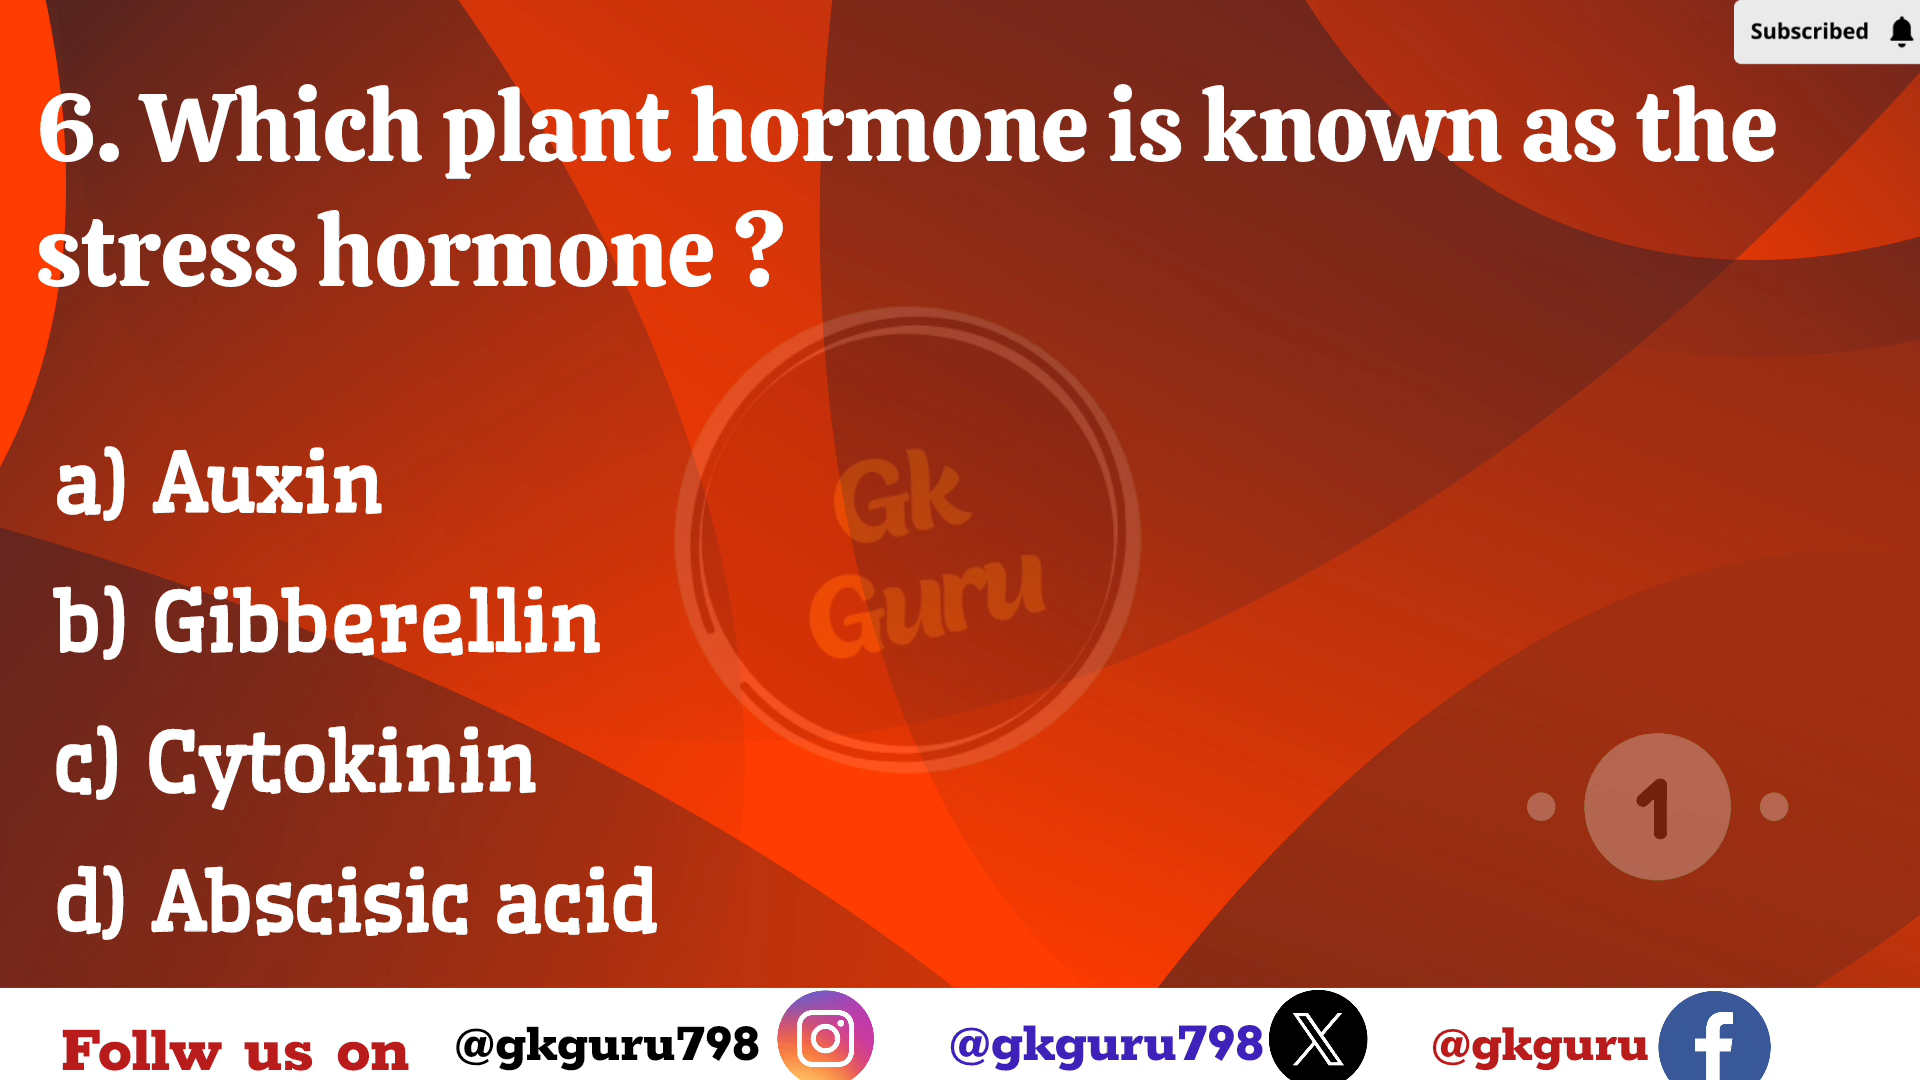 Subscribed
6. Which plant hormone is known as the
stress hormone ?
a) Auxin
b) Gibberellin
c) Cytokinin
d) Abscisic acid
Gk
Guru
1
Follw us on @gkguru798 @gkguru798 @gkguru